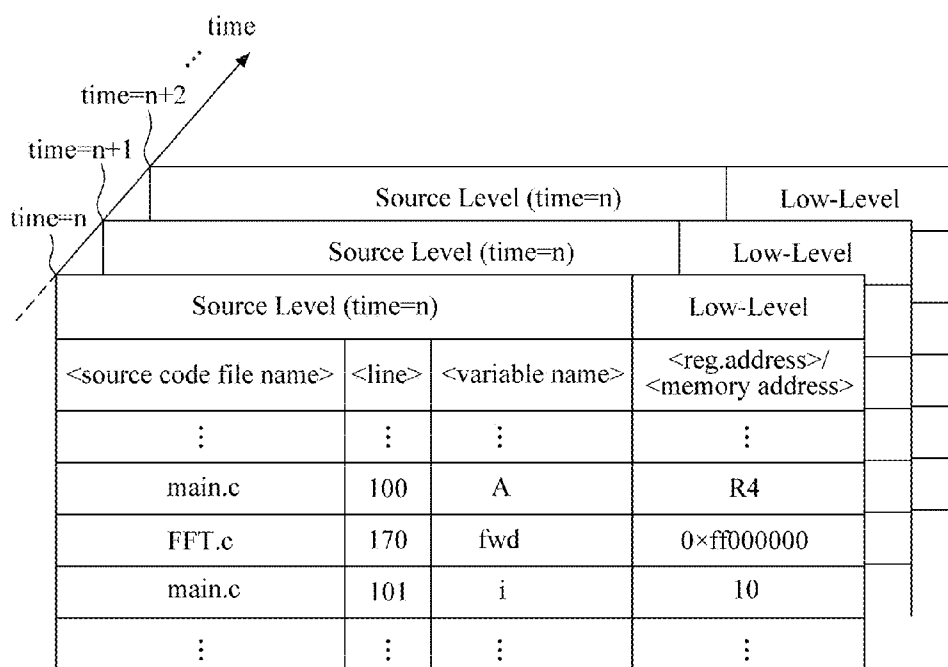 ⋯ time
time=n+2
time=n+1
time=n
Source Level (time=n) Low-Level
Source Level (time=n) Low-Level
Source Level (time=n) Low-Level
<source code file name> <line> <variable name> <reg.address>/
<memory address>
⋮ ⋮ ⋮ ⋮
main.c 100 A R4
FFT.c 170 fwd 0×ff000000
main.c 101 i 10
⋮ ⋮ ⋮ ⋮